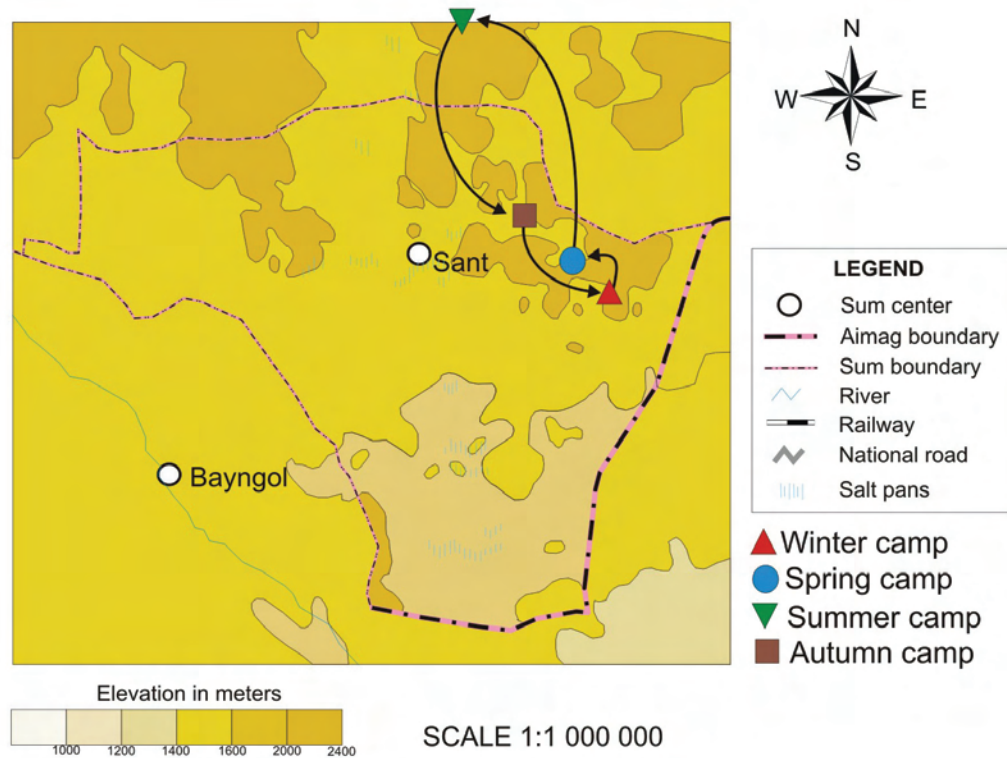 N
W E
S
Sant
Bayngol
LEGEND
Sum center
Aimag boundary
Sum boundary
River
Railway
National road
Salt pans
Winter camp
Spring camp
Summer camp
Autumn camp
Elevation in meters
1000 1200 1400 1600 2000 2400
SCALE 1:1 000 000